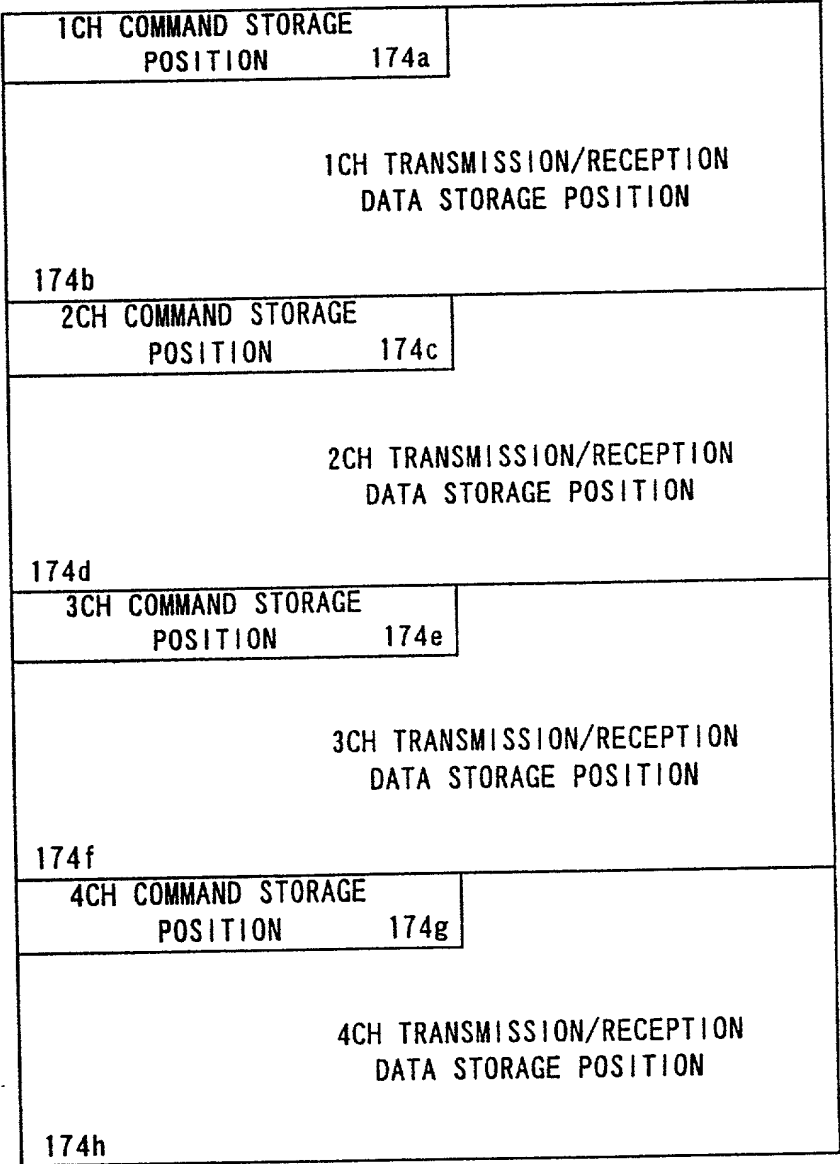 1CH COMMAND STORAGE
POSITION 174a
1CH TRANSMISSION/RECEPTION
DATA STORAGE POSITION
174b
2CH COMMAND STORAGE
POSITION 174c
2CH TRANSMISSION/RECEPTION
DATA STORAGE POSITION
174d
3CH COMMAND STORAGE
POSITION 174e
3CH TRANSMISSION/RECEPTION
DATA STORAGE POSITION
174f
4CH COMMAND STORAGE
POSITION 174g
4CH TRANSMISSION/RECEPTION
DATA STORAGE POSITION
174h